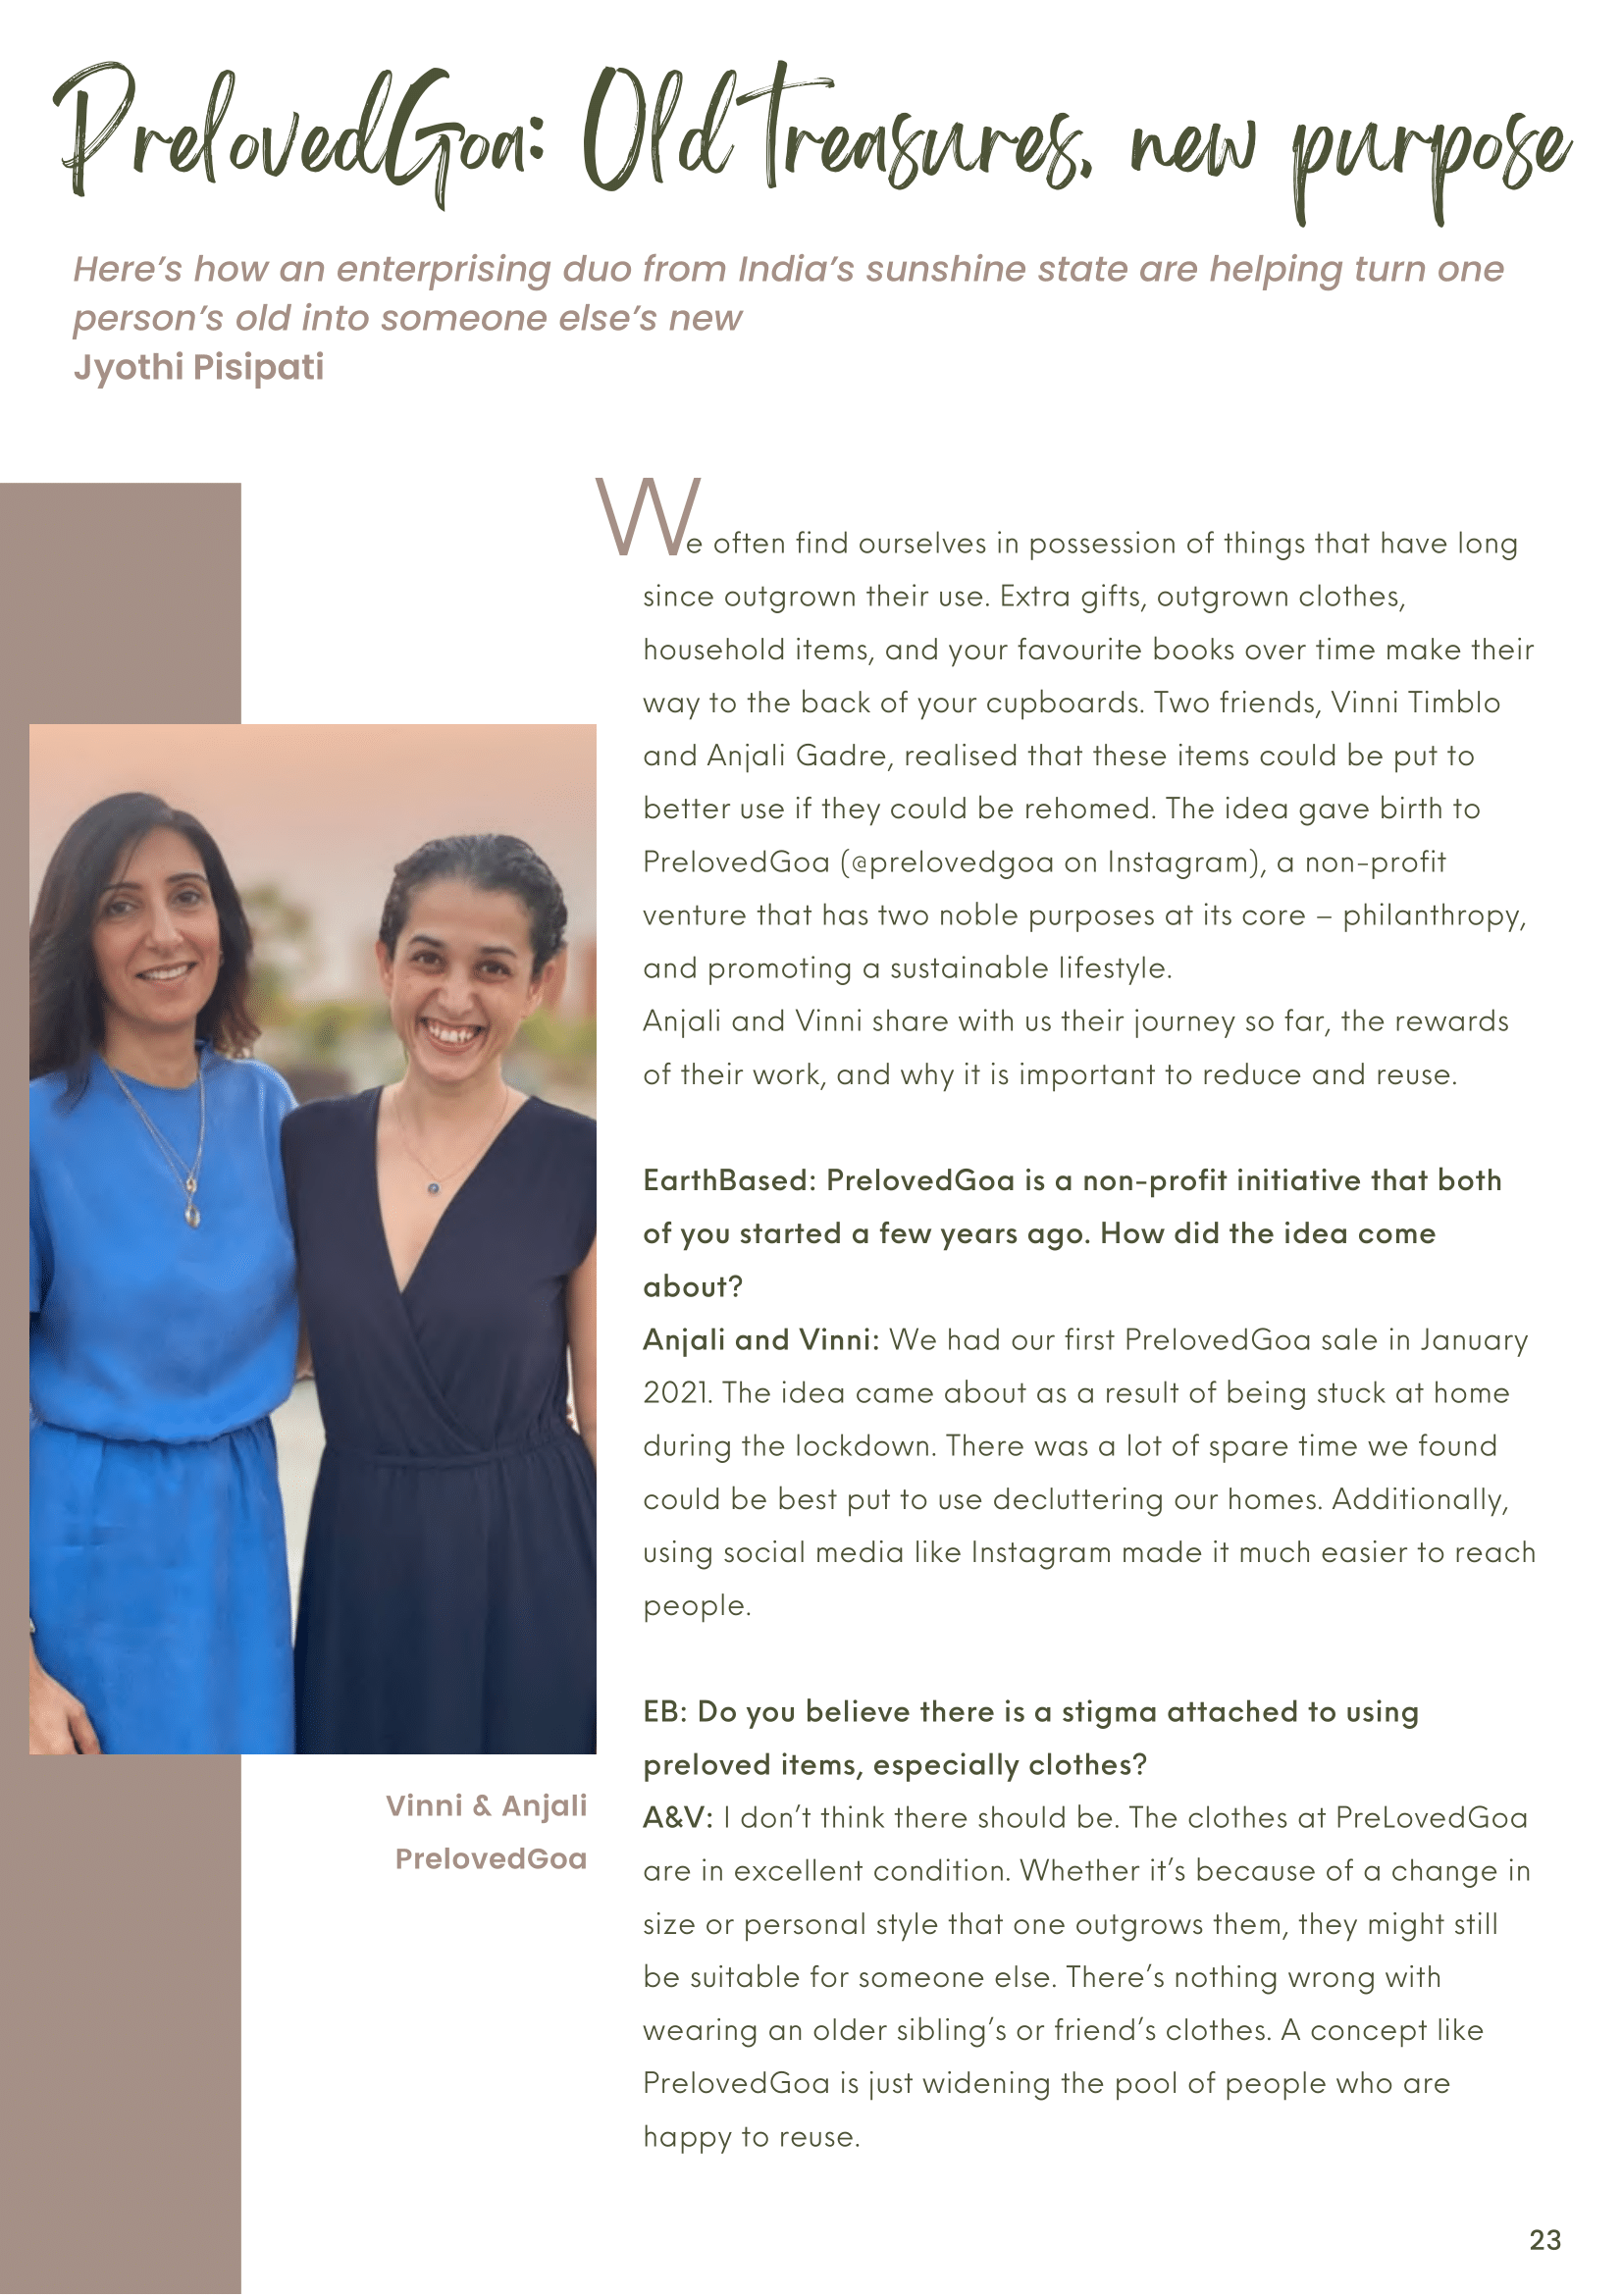 PrelovedGoa: Old treasures, new purpose
Here’s how an enterprising duo from India’s sunshine state are helping turn one
person’s old into someone else’s new
Jyothi Pisipati
We often find ourselves in possession of things that have long
since outgrown their use. Extra gifts, outgrown clothes,
household items, and your favourite books over time make their
way to the back of your cupboards. Two friends, Vinni Timblo
and Anjali Gadre, realised that these items could be put to
better use if they could be rehomed. The idea gave birth to
PrelovedGoa (@prelovedgoa on Instagram), a non-profit
venture that has two noble purposes at its core – philanthropy,
and promoting a sustainable lifestyle.
Anjali and Vinni share with us their journey so far, the rewards
of their work, and why it is important to reduce and reuse.
EarthBased: PrelovedGoa is a non-profit initiative that both
of you started a few years ago. How did the idea come
about?
Anjali and Vinni: We had our first PrelovedGoa sale in January
2021. The idea came about as a result of being stuck at home
during the lockdown. There was a lot of spare time we found
could be best put to use decluttering our homes. Additionally,
using social media like Instagram made it much easier to reach
people.
EB: Do you believe there is a stigma attached to using
preloved items, especially clothes?
A&V: I don’t think there should be. The clothes at PreLovedGoa
are in excellent condition. Whether it’s because of a change in
size or personal style that one outgrows them, they might still
be suitable for someone else. There’s nothing wrong with
wearing an older sibling’s or friend’s clothes. A concept like
PrelovedGoa is just widening the pool of people who are
happy to reuse.
Vinni & Anjali
PrelovedGoa
23